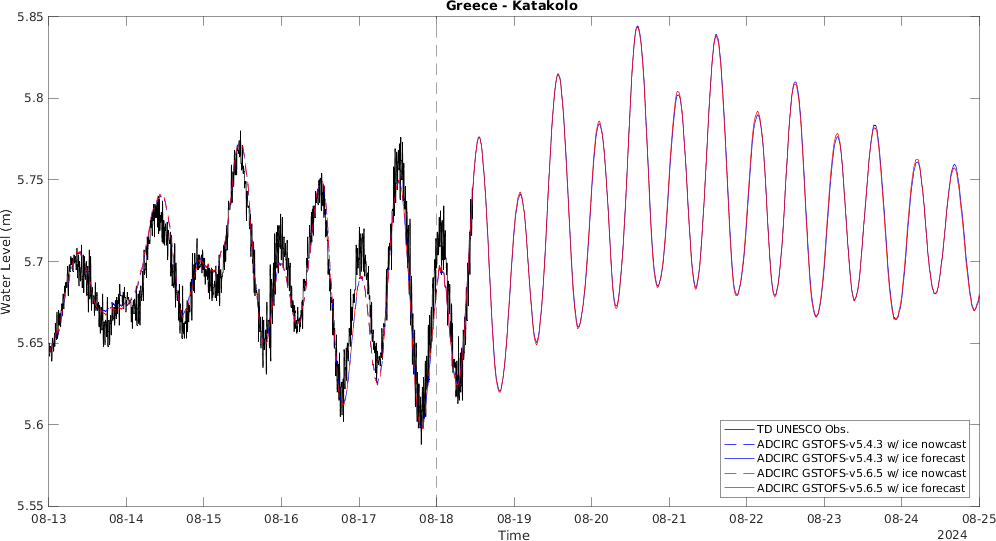 Greece - Katakolo
5.85
5.8
5.75
5.7
5.65
5.6
5.55
Water Level (m)
TD UNESCO Obs.
ADCIRC GSTOFS-v5.4.3 w/ ice nowcast
ADCIRC GSTOFS-v5.4.3 w/ ice forecast
ADCIRC GSTOFS-v5.6.5 w/ ice nowcast
ADCIRC GSTOFS-v5.6.5 w/ ice forecast
08-13 08-14 08-15 08-16 08-17 08-18 08-19 08-20 08-21 08-22 08-23 08-24 08-25
Time
2024